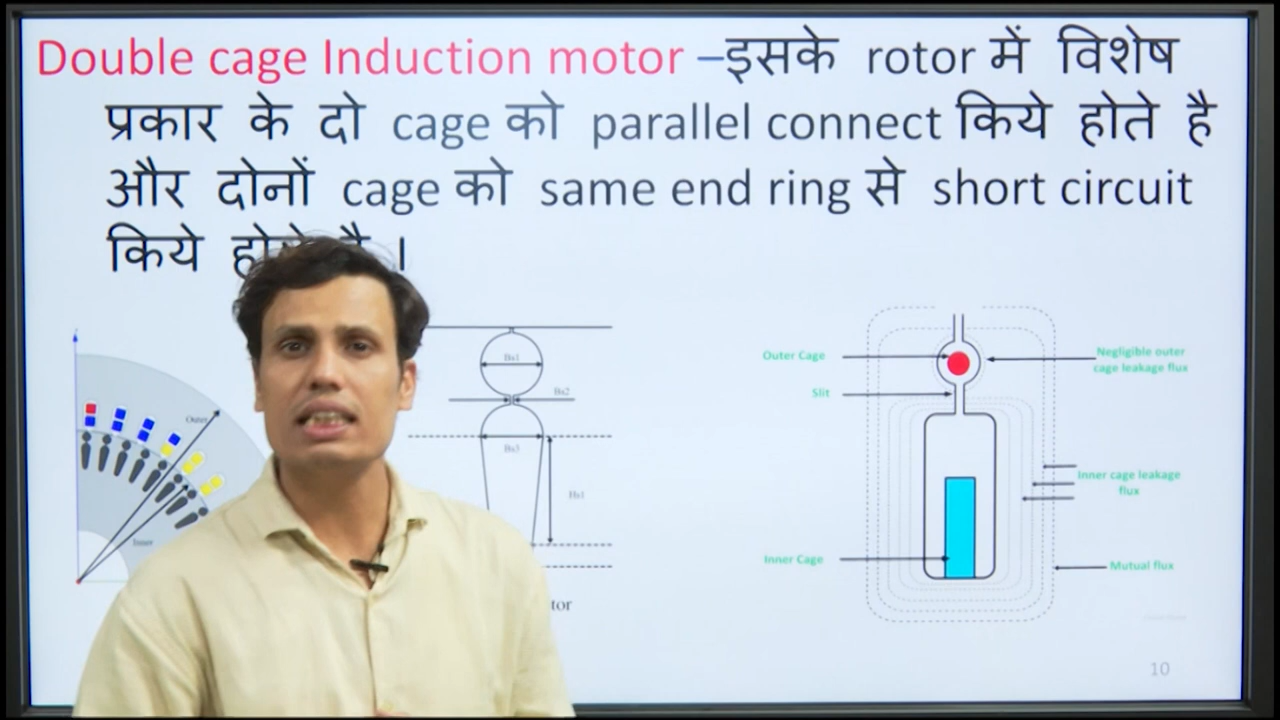 Double cage Induction motor –इसके rotor में विशेष
प्रकार के दो cage को parallel connect किये होते है
और दोनों cage को same end ring से short circuit
किये होते है ।
Outer
Inner
Bs1
Bs2
Bs3
Hs1
tor
Outer Cage
Slit
Inner Cage
Negligible outer
cage leakage flux
Inner cage leakage
flux
Mutual flux
10